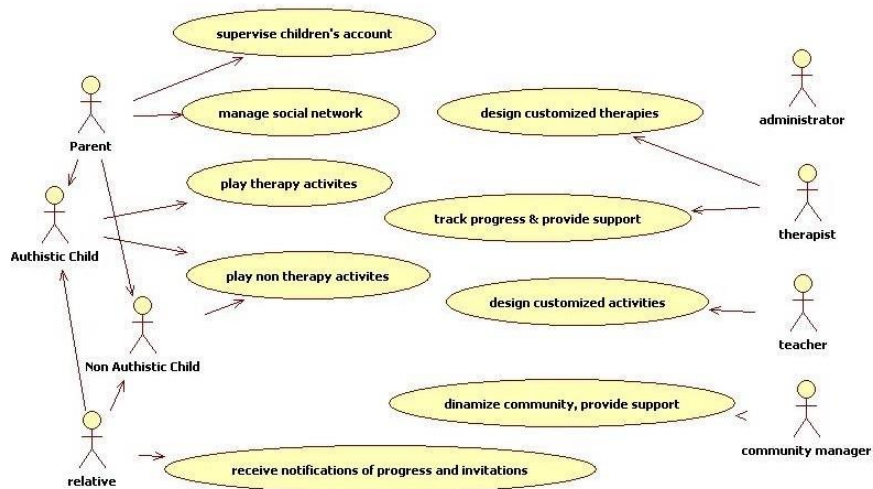 supervise children's account
manage social network
design customized therapies
administrator
Parent
play therapy activites
track progress & provide support
therapist
Authistic Child
play non therapy activites
design customized activities
teacher
Non Authistic Child
dinamize community, provide support
community manager
receive notifications of progress and invitations
relative